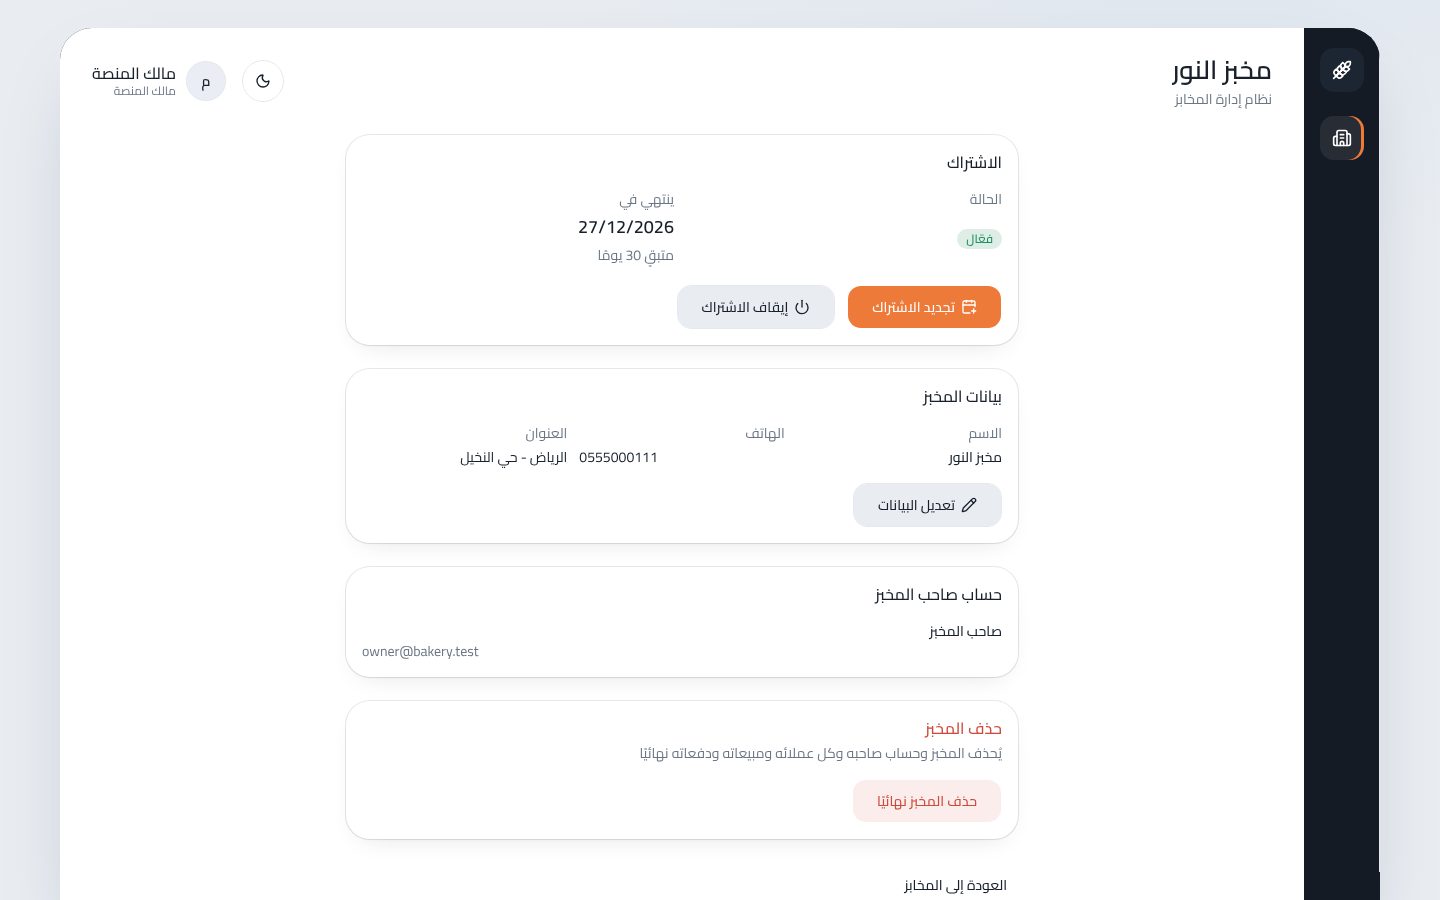 مخبز النور
نظام إدارة المخابز
م
مالك المنصة
مالك المنصة
الاشتراك
الحالة
فعّال
ينتهي في
27/12/2026
متبقٍ 30 يومًا
تجديد الاشتراك
إيقاف الاشتراك
بيانات المخبز
الاسم
مخبز النور
الهاتف
0555000111
العنوان
الرياض - حي النخيل
تعديل البيانات
حساب صاحب المخبز
صاحب المخبز
owner@bakery.test
حذف المخبز
يُحذف المخبز وحساب صاحبه وكل عملائه ومبيعاته ودفعاته نهائيًا
حذف المخبز نهائيًا
العودة إلى المخابز